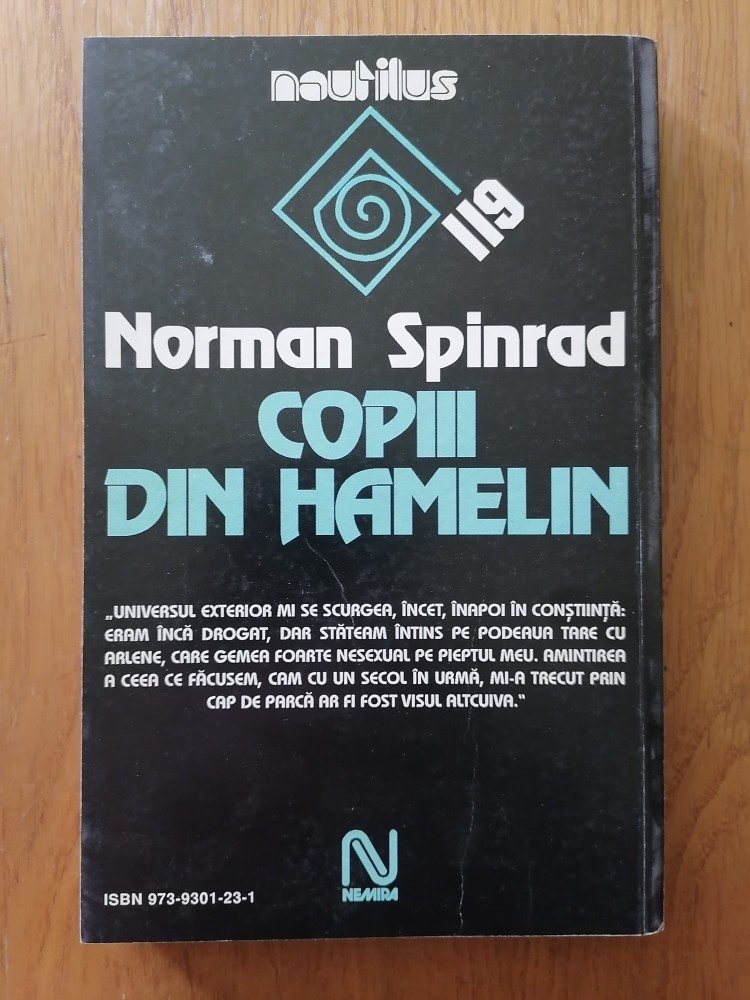 nautilus
119
Norman Spinrad
COPIII
DIN HAMELIN
„UNIVERSUL EXTERIOR MI SE SCURGEA, ÎNCET, ÎNAPOI ÎN CONȘTIINȚĂ:
ERAM ÎNCĂ DROGAT, DAR STĂTEAM ÎNTINS PE PODEAUA TARE CU
ARLENE, CARE GEMEA FOARTE NESEXUAL PE PIEPTUL MEU. AMINTIREA
A CEEA CE FĂCUSEM, CAM CU UN SECOL ÎN URMĂ, MI-A TRECUT PRIN
CAP DE PARCĂ AR FI FOST VISUL ALTCUIVA."
NEMIRA
ISBN 973-9301-23-1